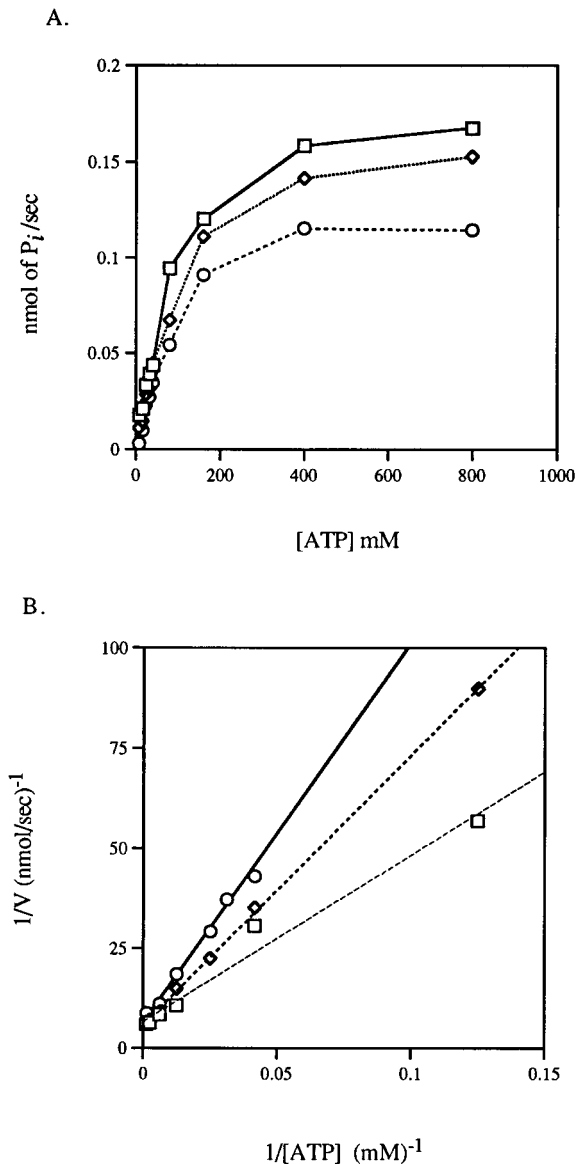 A.
0.2
0.15
0.1
0.05
0
nmol of Pi/sec
0 200 400 600 800 1000
[ATP] mM
B.
100
75
50
25
0
1/V (nmol/sec)-1
0 0.05 0.1 0.15
1/[ATP] (mM)-1